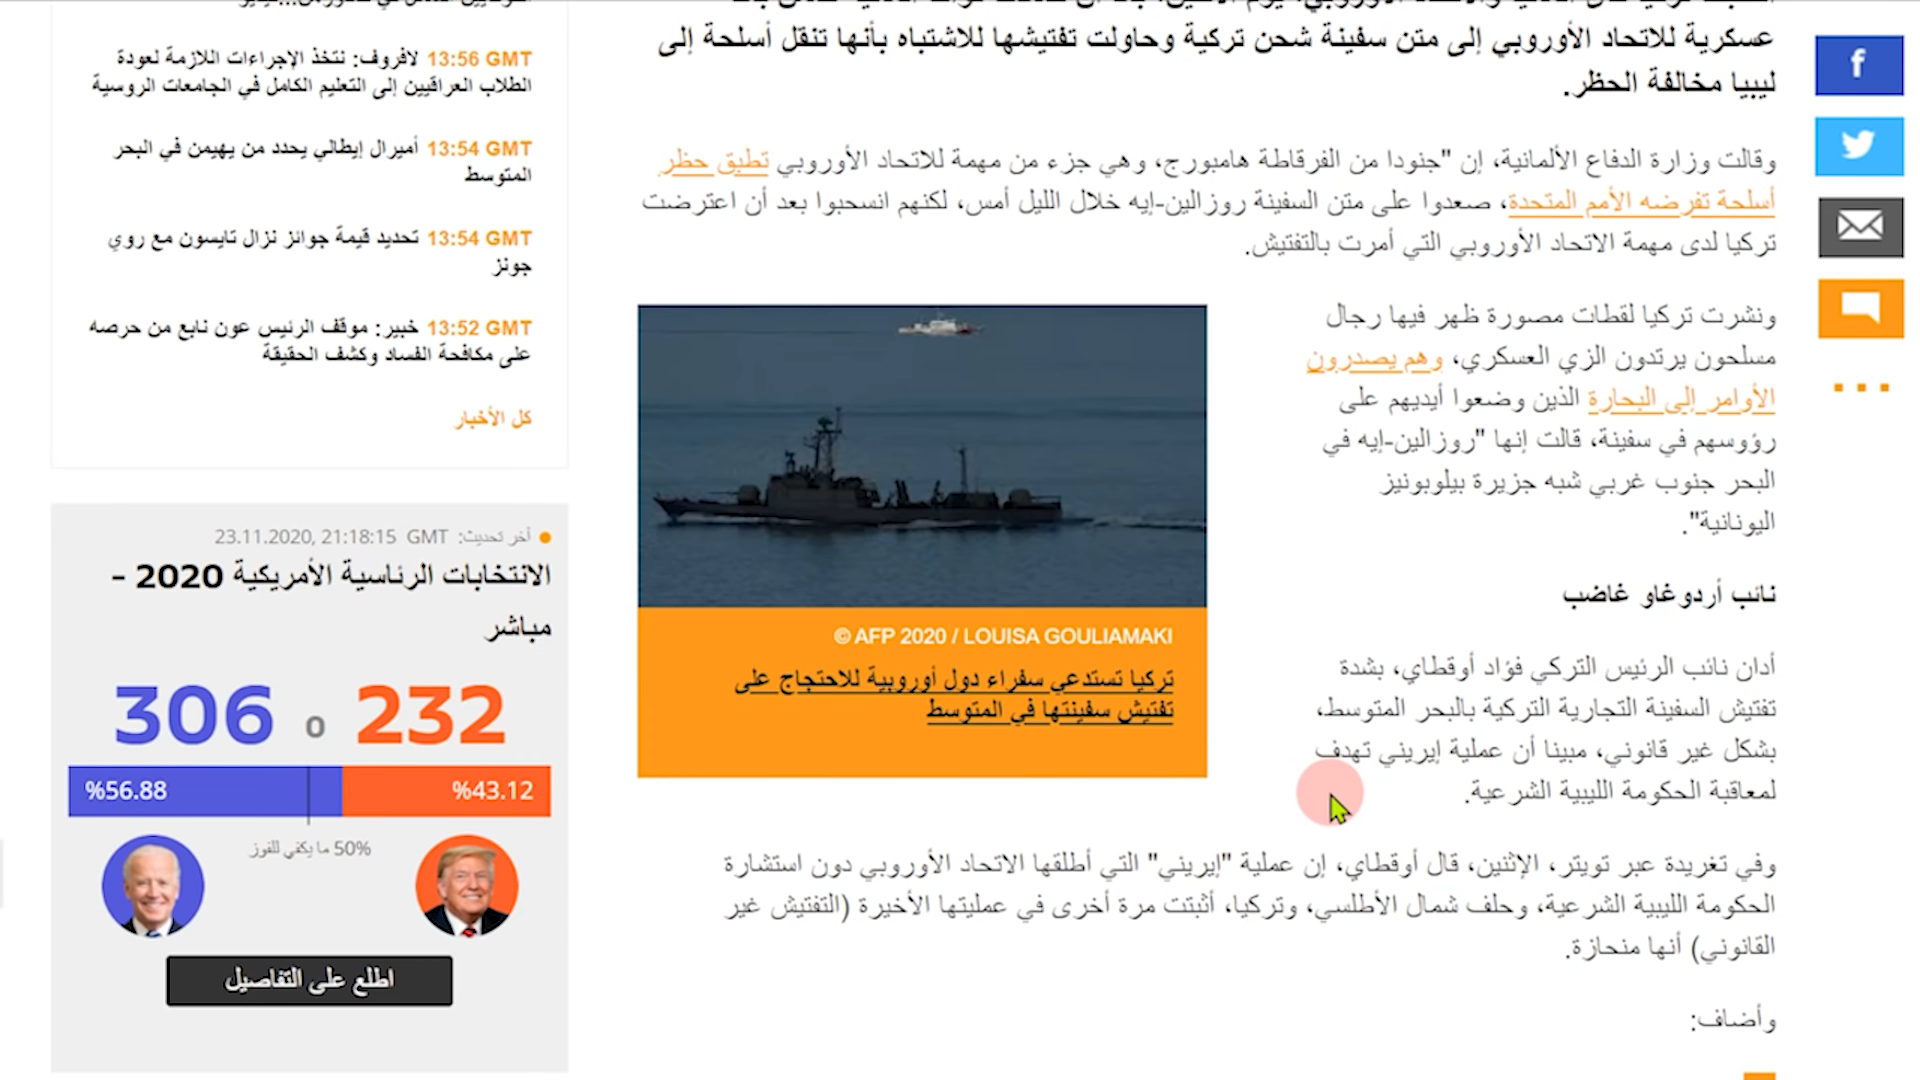 عسكرية للاتحاد الأوروبي إلى متن سفينة شحن تركية وحاولت تفتيشها للاشتباه بأنها تنقل أسلحة إلى
ليبيا مخالفة الحظر.
وقالت وزارة الدفاع الألمانية، إن "جنودا من الفرقاطة هامبورج، وهي جزء من مهمة للاتحاد الأوروبي تطبق حظر
أسلحة تفرضه الأمم المتحدة، صعدوا على متن السفينة روزالين-إيه خلال الليل أمس، لكنهم انسحبوا بعد أن اعترضت
تركيا لدى مهمة الاتحاد الأوروبي التي أمرت بالتفتيش.
ونشرت تركيا لقطات مصورة ظهر فيها رجال
مسلحون يرتدون الزي العسكري، وهم يصدرون
الأوامر إلى البحارة الذين وضعوا أيديهم على
رؤوسهم في سفينة، قالت إنها "روزالين-إيه في
البحر جنوب غربي شبه جزيرة بيلوبونيز
اليونانية".
© AFP 2020 / LOUISA GOULIAMAKI
تركيا تستدعي سفراء دول أوروبية للاحتجاج على
تفتيش سفينتها في المتوسط
نائب أردوغاو غاضب
أدان نائب الرئيس التركي فؤاد أوقطاي، بشدة
تفتيش السفينة التجارية التركية بالبحر المتوسط،
بشكل غير قانوني، مبينا أن عملية إيريني تهدف
لمعاقبة الحكومة الليبية الشرعية.
وفي تغريدة عبر تويتر، الإثنين، قال أوقطاي، إن عملية "إيريني" التي أطلقها الاتحاد الأوروبي دون استشارة
الحكومة الليبية الشرعية، وحلف شمال الأطلسي، وتركيا، أثبتت مرة أخرى في عمليتها الأخيرة (التفتيش غير
القانوني) أنها منحازة.
وأضاف:
13:56 GMT لافروف: نتخذ الإجراءات اللازمة لعودة
الطلاب العراقيين إلى التعليم الكامل في الجامعات الروسية
13:54 GMT أميرال إيطالي يحدد من يهيمن في البحر
المتوسط
13:54 GMT تحديد قيمة جوائز نزال تايسون مع روي
جونز
13:52 GMT خبير: موقف الرئيس عون نابع من حرصه
على مكافحة الفساد وكشف الحقيقة
كل الأخبار
آخر تحديث: 23.11.2020, 21:18:15 GMT
الانتخابات الرئاسية الأمريكية 2020 –
مباشر
306 0 232
%56.88 %43.12
50% ما يكفي للفوز
اطلع على التفاصيل